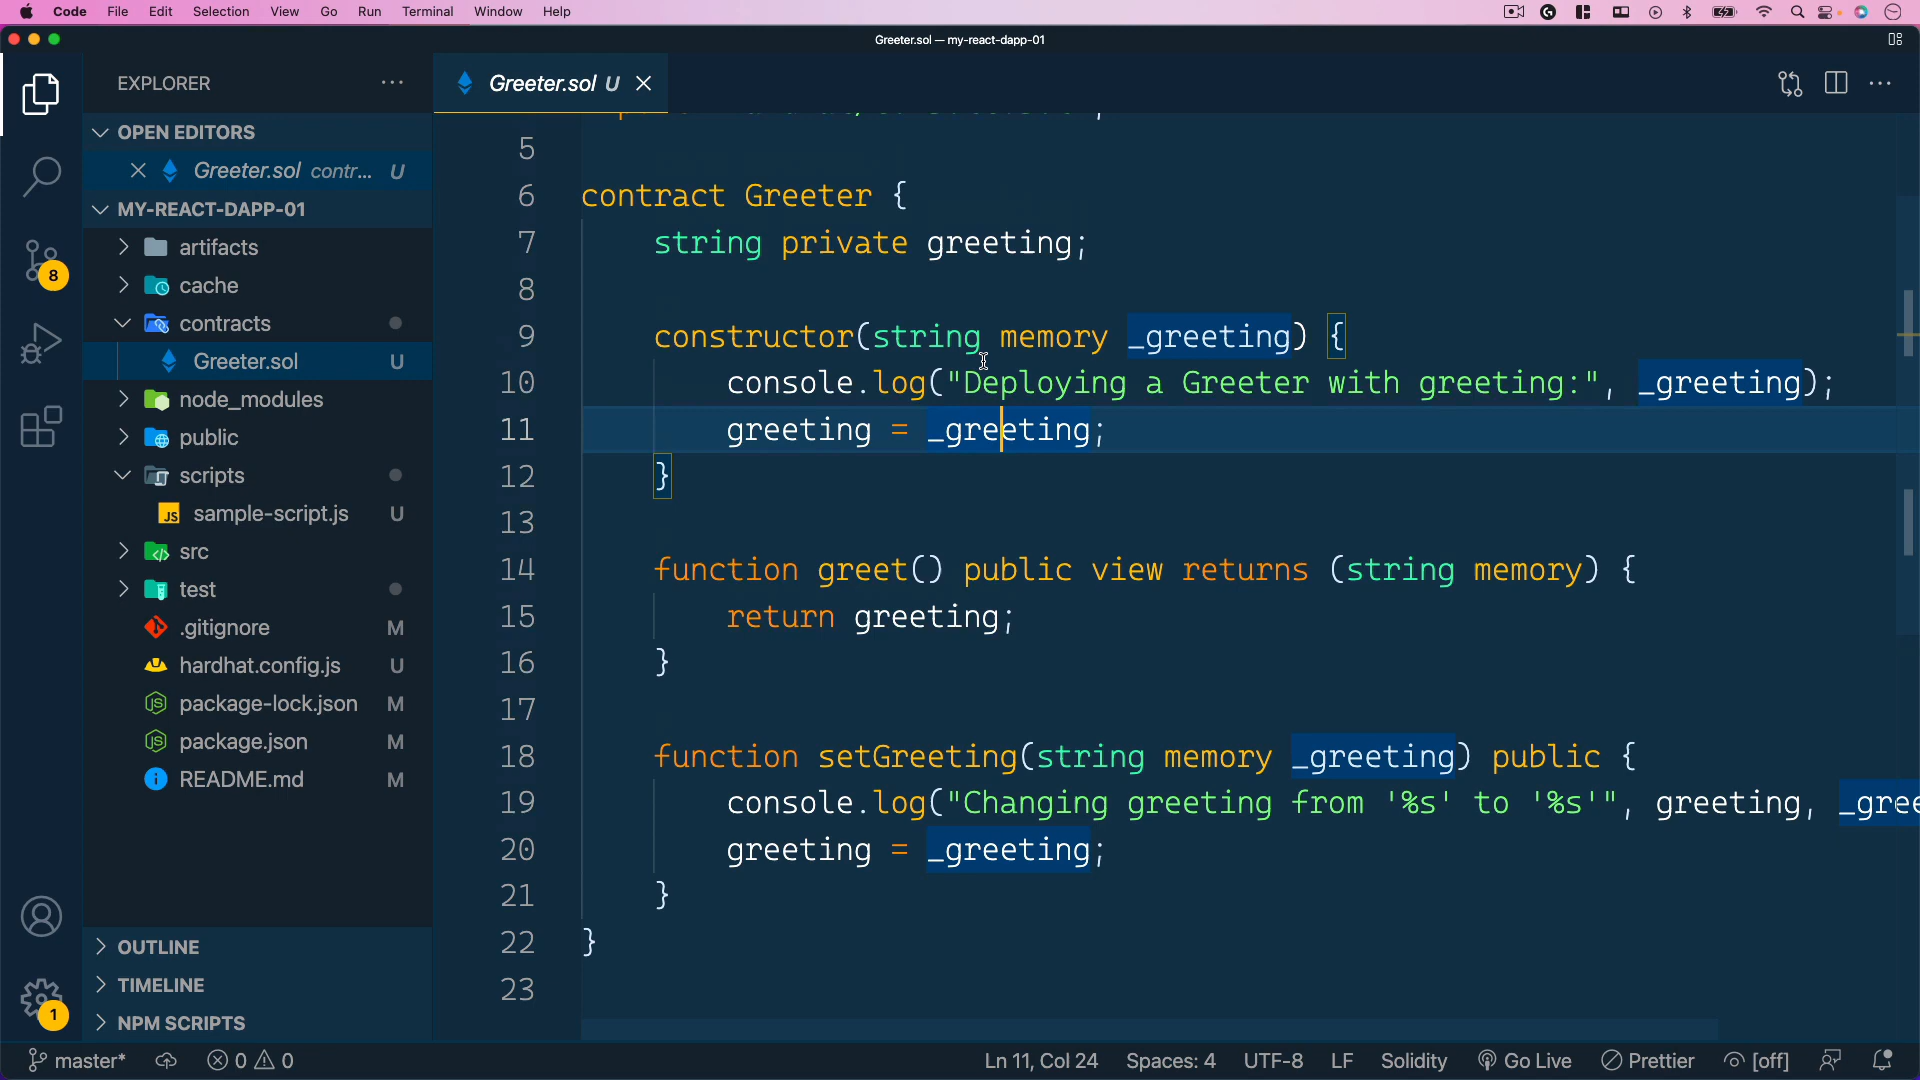 Code File Edit Selection View Go Run Terminal Window Help
Greeter.sol — my-react-dapp-01
EXPLORER
OPEN EDITORS
Greeter.sol contr... U
MY-REACT-DAPP-01
artifacts
cache
contracts
Greeter.sol U
node_modules
public
scripts
JS sample-script.js U
src
test
.gitignore M
hardhat.config.js U
package-lock.json M
package.json M
README.md M
OUTLINE
TIMELINE
NPM SCRIPTS
8
1
Greeter.sol U
5
6 contract Greeter {
7 string private greeting;
8
9 constructor(string memory _greeting) {
10 console.log("Deploying a Greeter with greeting:", _greeting);
11 greeting = _greeting;
12 }
13
14 function greet() public view returns (string memory) {
15 return greeting;
16 }
17
18 function setGreeting(string memory _greeting) public {
19 console.log("Changing greeting from '%s' to '%s'", greeting, _gree
20 greeting = _greeting;
21 }
22 }
23
master* 0 0 Ln 11, Col 24 Spaces: 4 UTF-8 LF Solidity Go Live Prettier [off]